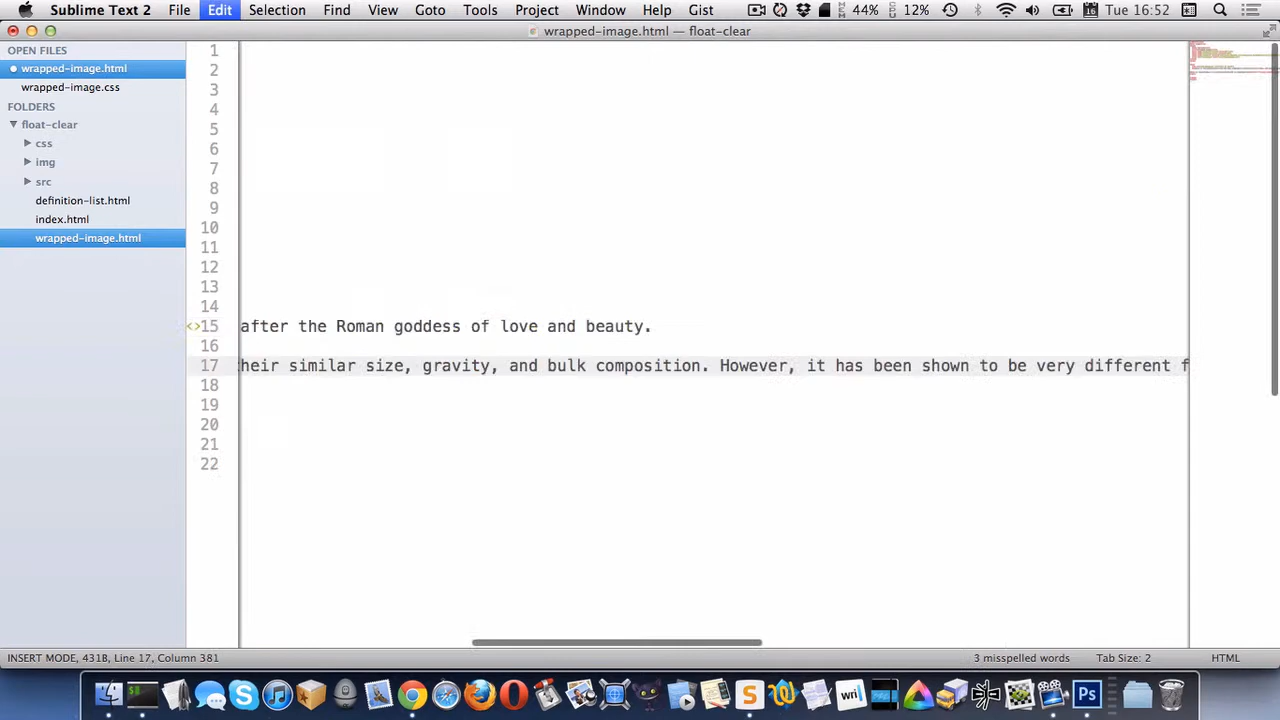 Sublime Text 2 File Edit Selection Find View Goto Tools Project Window Help Gist 44% 12% Tue 16:52
wrapped-image.html — float-clear
OPEN FILES
wrapped-image.html
wrapped-image.css
FOLDERS
float-clear
css
img
src
definition-list.html
index.html
wrapped-image.html
1
2
3
4
5
6
7
8
9
10
11
12
13
14
15 after the Roman goddess of love and beauty.
16
17 heir similar size, gravity, and bulk composition. However, it has been shown to be very different f
18
19
20
21
22
INSERT MODE, 431B, Line 17, Column 381 3 misspelled words Tab Size: 2 HTML